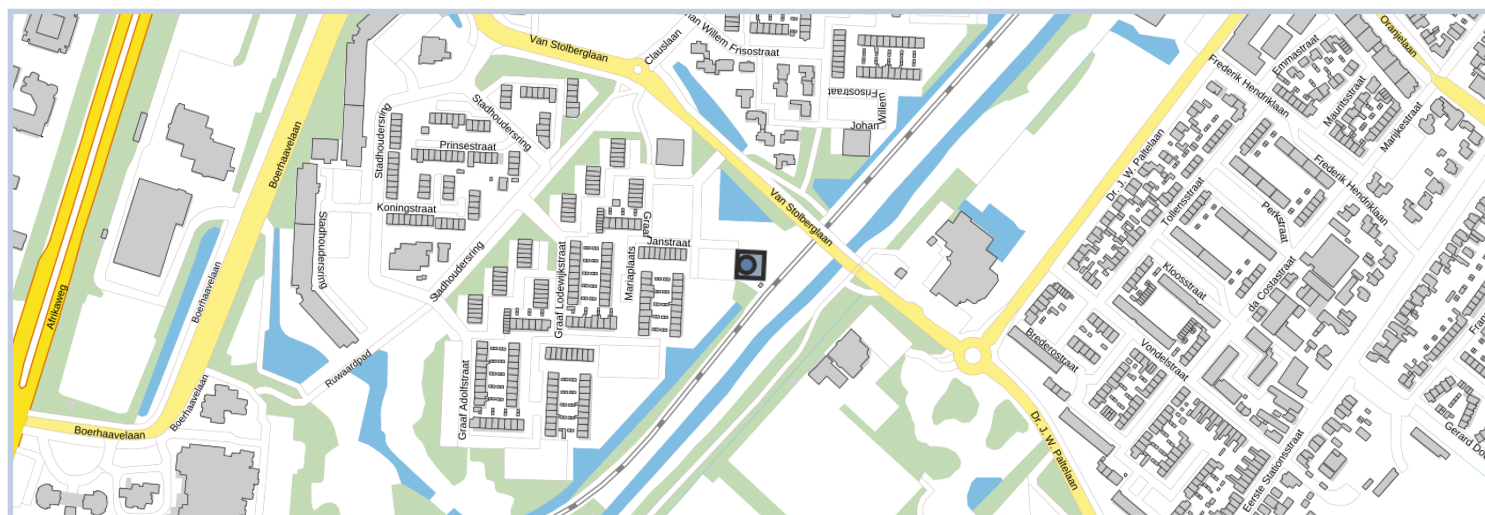 Oranjelaan
Clauslaan
Van Stolberglaan
Willem Frisostraat
Emmastraat
Frederik Hendriklaan
Frisostraat
Willem
Johan
Mauritsstraat
Marijkestraat
Stadhoudersring
Stadhoudersring
Prinsestraat
Boerhaavelaan
Dr. J. W. Paltelaan
Frederik Hendriklaan
Tollensstraat
Perkstraat
Koningstraat
Van Stolberglaan
Graaf
Janstraat
Stadhoudersring
Stadhoudersring
Graaf Lodewijkstraat
Mariaplaats
Kloosstraat
da Costastraat
Boerhaavelaan
Afrikaweg
Brederostraat
Vondelstraat
Fran
Ruwaardpad
Boerhaavelaan
Graaf Adolfstraat
Boerhaavelaan
Dr. J. W. Paltelaan
Eerste Stationsstraat
Gerard Do